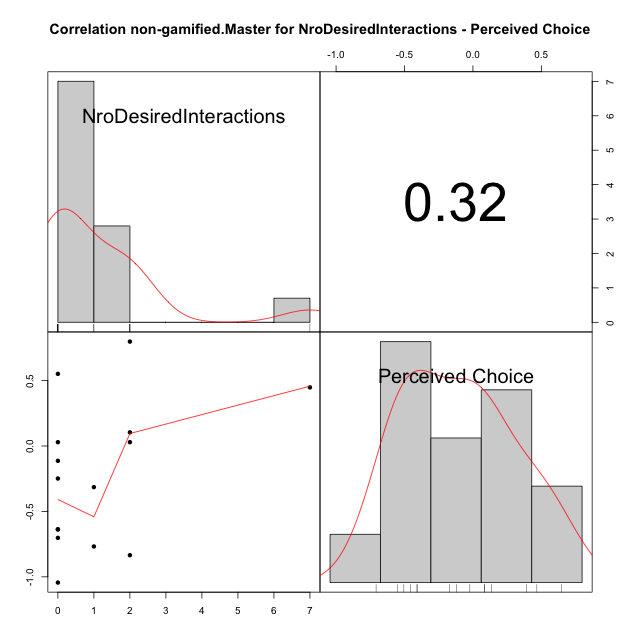 Correlation non-gamified.Master for NroDesiredInteractions - Perceived Choice
-1.0 -0.5 0.0 0.5
NroDesiredInteractions
0.32
7
6
5
4
3
2
1
0
Perceived Choice
0.5
0.0
-0.5
-1.0
0 1 2 3 4 5 6 7